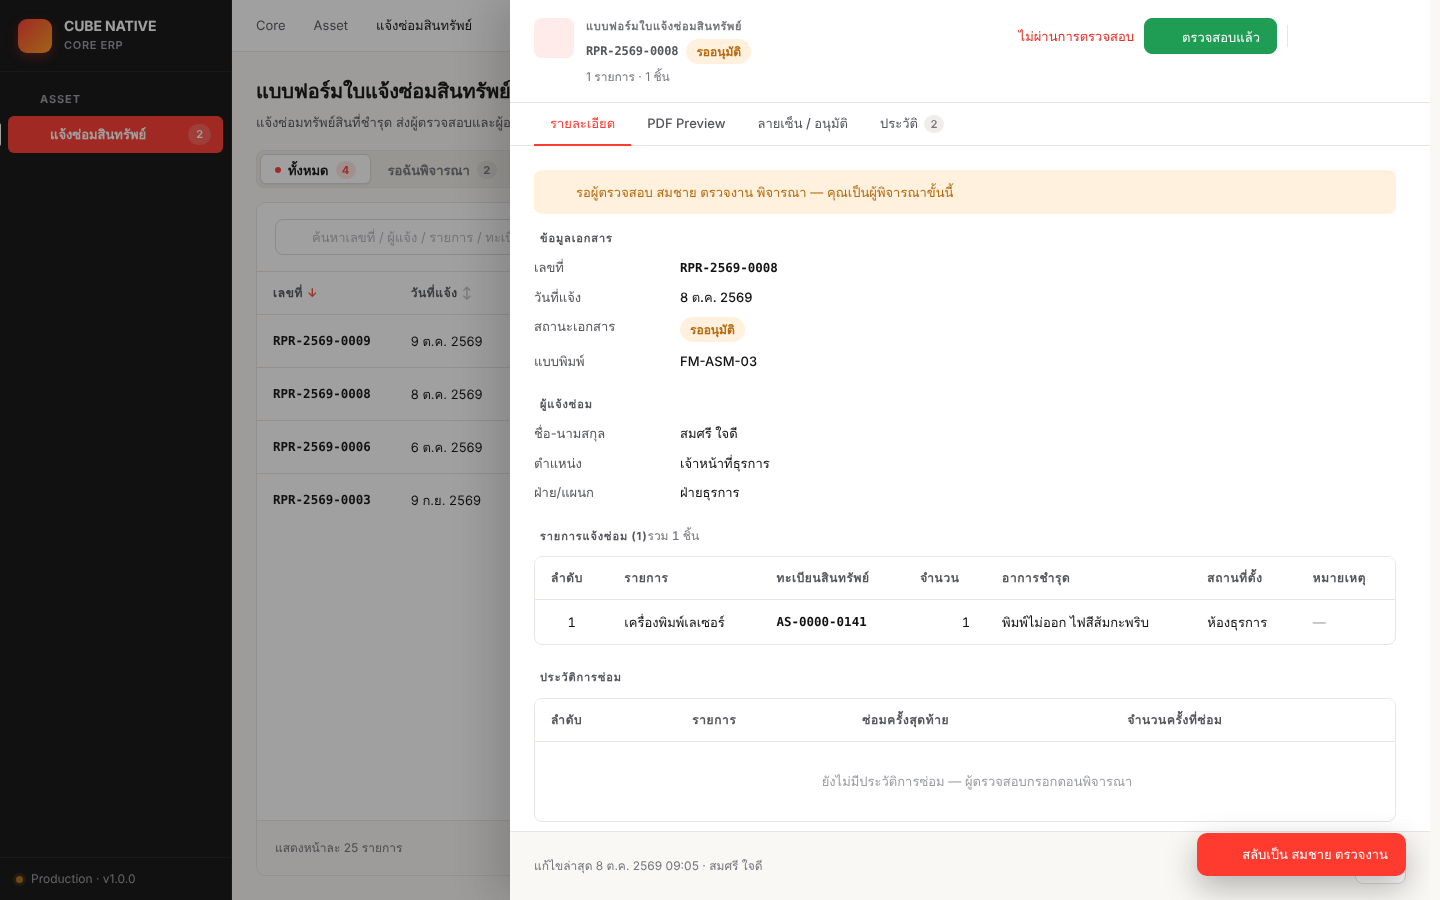 CUBE NATIVE
CORE ERP
ASSET
แจ้งซ่อมสินทรัพย์ 2
Production · v1.0.0
Core Asset แจ้งซ่อมสินทรัพย์
แบบฟอร์มใบแจ้งซ่อมสินทรัพย์
แจ้งซ่อมทรัพย์สินที่ชำรุด ส่งผู้ตรวจสอบและผู้อ
ทั้งหมด 4 รอฉันพิจารณา 2
ค้นหาเลขที่ / ผู้แจ้ง / รายการ / ทะเบี
เลขที่ ↓ วันที่แจ้ง ↕
RPR-2569-0009 9 ต.ค. 2569
RPR-2569-0008 8 ต.ค. 2569
RPR-2569-0006 6 ต.ค. 2569
RPR-2569-0003 9 ก.ย. 2569
แสดงหน้าละ 25 รายการ
แบบฟอร์มใบแจ้งซ่อมสินทรัพย์
RPR-2569-0008 รออนุมัติ
1 รายการ · 1 ชิ้น
ไม่ผ่านการตรวจสอบ ตรวจสอบแล้ว
รายละเอียด PDF Preview ลายเซ็น / อนุมัติ ประวัติ 2
รอผู้ตรวจสอบ สมชาย ตรวจงาน พิจารณา — คุณเป็นผู้พิจารณาขั้นนี้
ข้อมูลเอกสาร
เลขที่ RPR-2569-0008
วันที่แจ้ง 8 ต.ค. 2569
สถานะเอกสาร รออนุมัติ
แบบพิมพ์ FM-ASM-03
ผู้แจ้งซ่อม
ชื่อ-นามสกุล สมศรี ใจดี
ตำแหน่ง เจ้าหน้าที่ธุรการ
ฝ่าย/แผนก ฝ่ายธุรการ
รายการแจ้งซ่อม (1)รวม 1 ชิ้น
ลำดับ รายการ ทะเบียนสินทรัพย์ จำนวน อาการชำรุด สถานที่ตั้ง หมายเหตุ
1 เครื่องพิมพ์เลเซอร์ AS-0000-0141 1 พิมพ์ไม่ออก ไฟสีส้มกะพริบ ห้องธุรการ —
ประวัติการซ่อม
ลำดับ รายการ ซ่อมครั้งสุดท้าย จำนวนครั้งที่ซ่อม
ยังไม่มีประวัติการซ่อม — ผู้ตรวจสอบกรอกตอนพิจารณา
แก้ไขล่าสุด 8 ต.ค. 2569 09:05 · สมศรี ใจดี
สลับเป็น สมชาย ตรวจงาน